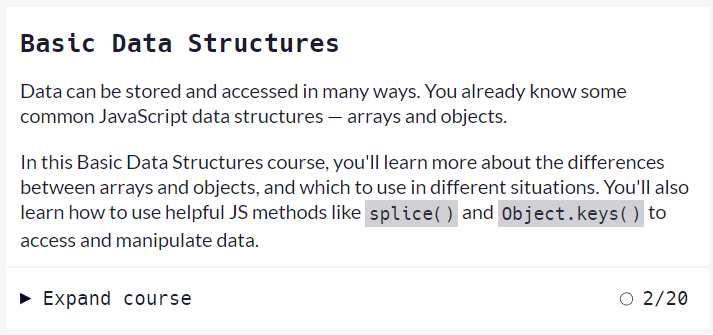 Basic Data Structures
Data can be stored and accessed in many ways. You already know some
common JavaScript data structures — arrays and objects.
In this Basic Data Structures course, you'll learn more about the differences
between arrays and objects, and which to use in different situations. You'll also
learn how to use helpful JS methods like splice() and Object.keys() to
access and manipulate data.
Expand course
2/20